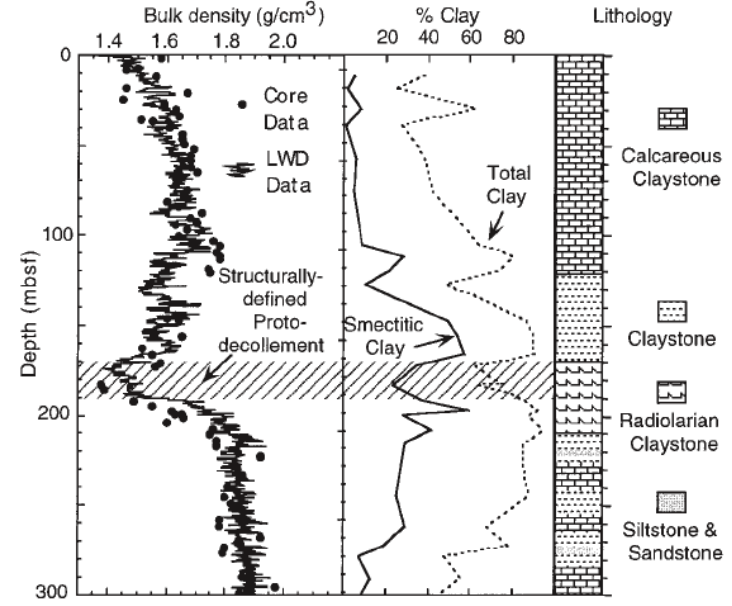 Bulk density (g/cm3)
% Clay
Lithology
1.4 1.6 1.8 2.0
20 40 60 80
0
100
200
300
Depth (mbsf)
Core
Data
LWD
Data
Structurally-
defined
Proto-
decollement
Total
Clay
Smectitic
Clay
Calcareous
Claystone
Claystone
Radiolarian
Claystone
Siltstone &
Sandstone